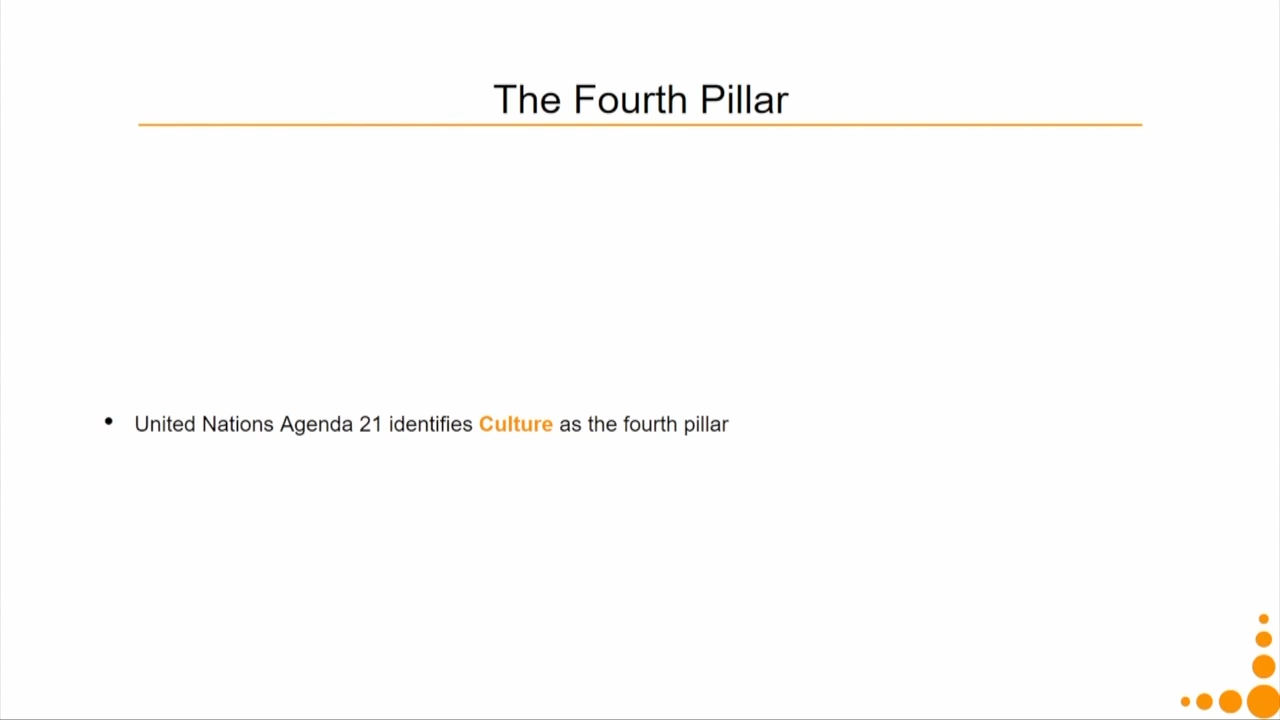 The Fourth Pillar
• United Nations Agenda 21 identifies Culture as the fourth pillar